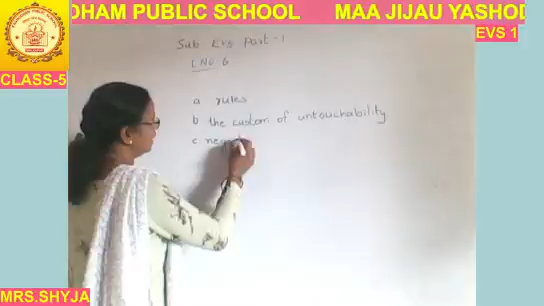 DHAM PUBLIC SCHOOL MAA JIJAU YASHOD
EVS 1
CLASS-5
Sub Evs Part-1
L No 6
a rules
b the custom of untouchability
c
MRS.SHYJA